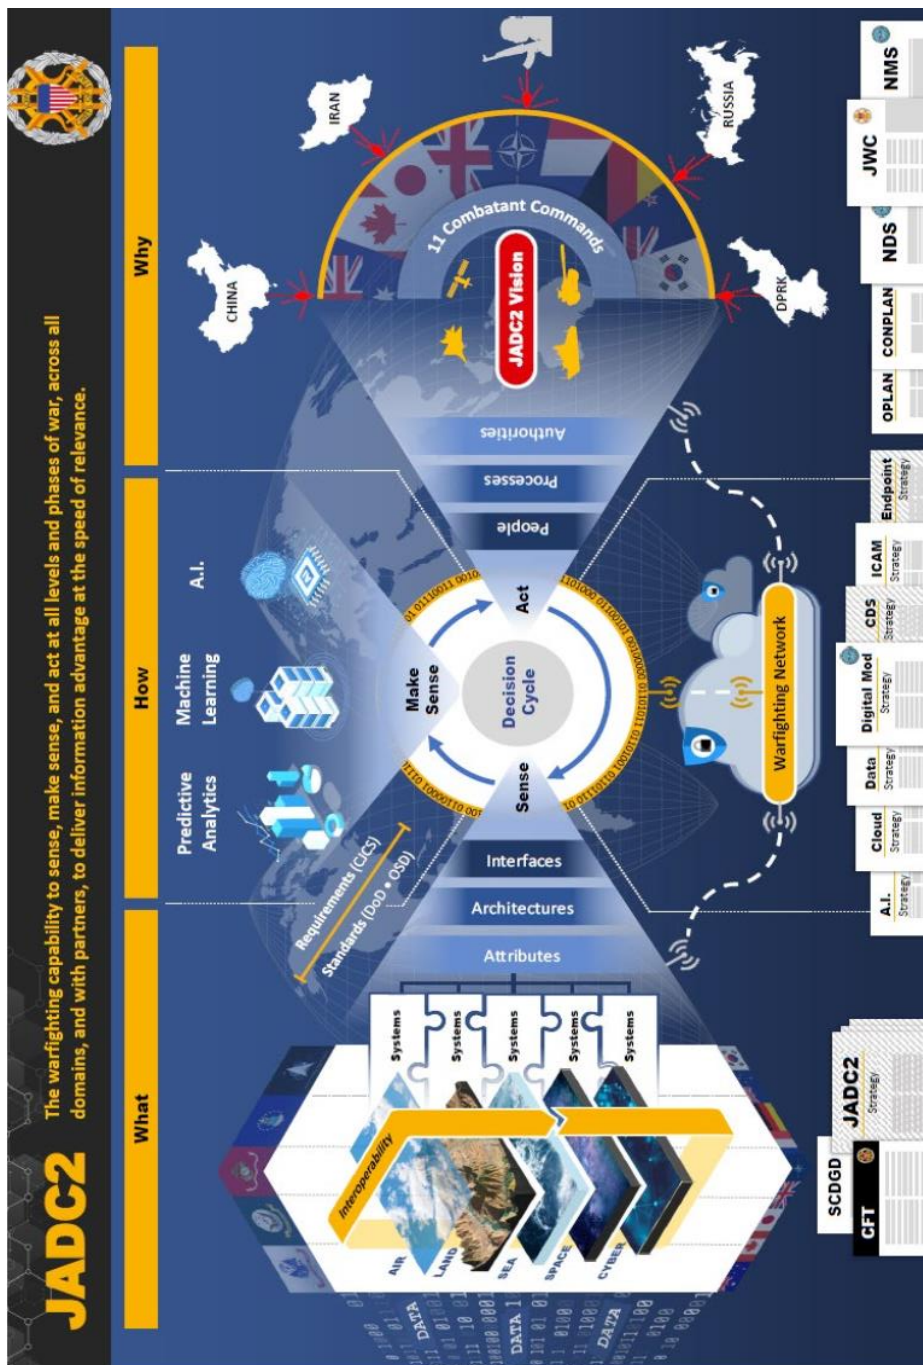 JADC2
The warfighting capability to sense, make sense, and act at all levels and phases of war, across all
domains, and with partners, to deliver information advantage at the speed of relevance.
What
How
Why
Predictive
Analytics
Machine
Learning
A.I.
Requirements (CJCS)
Standards (DoD • OSD)
Interoperability
AIR
LAND
SEA
SPACE
CYBER
DATA
DATA
DATA
Systems
Systems
Systems
Systems
Systems
Attributes
Architectures
Interfaces
Sense
Make
Sense
Act
Decision
Cycle
People
Processes
Authorities
JADC2 Vision
11 Combatant Commands
CHINA
IRAN
RUSSIA
DPRK
Warfighting Network
SCDGD
CFT
JADC2
Strategy
A.I.
Strategy
Cloud
Strategy
Data
Strategy
Digital Mod
Strategy
CDS
Strategy
ICAM
Strategy
Endpoint
Strategy
OPLAN
CONPLAN
NDS
JWC
NMS